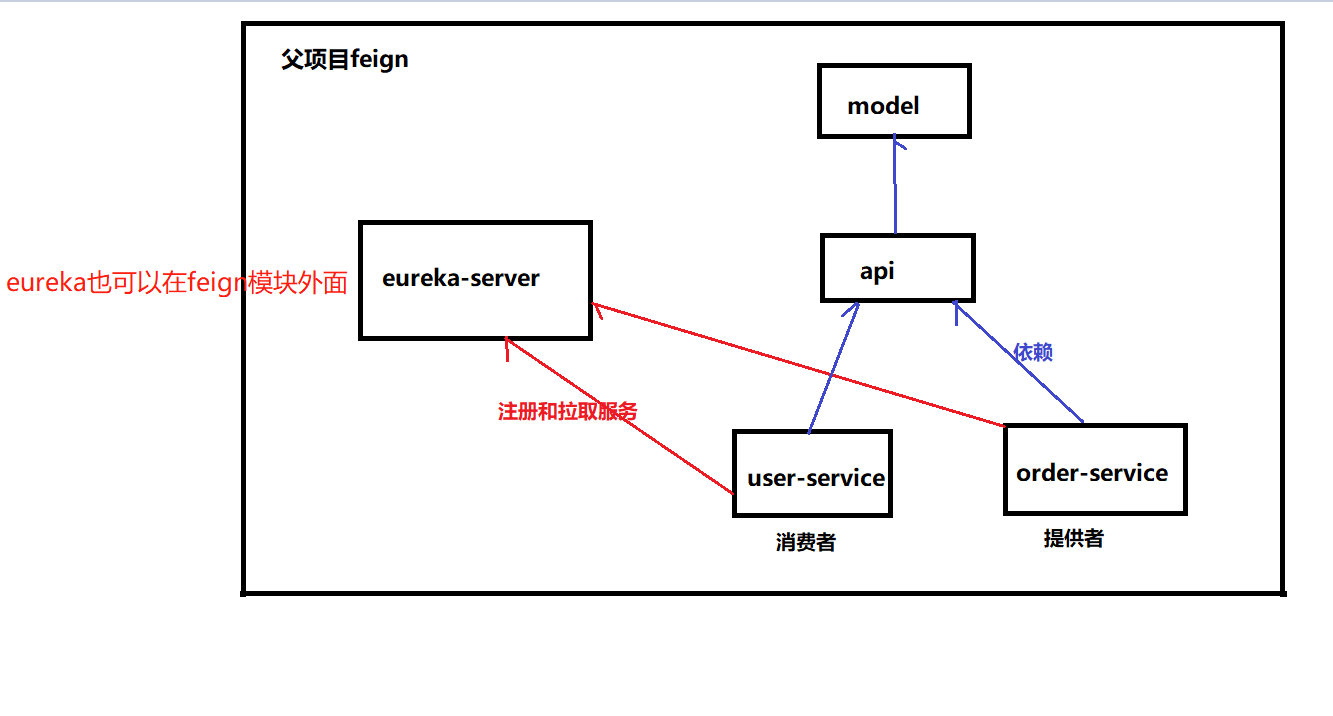 父项目feign
model
eureka也可以在feign模块外面
eureka-server
api
依赖
注册和拉取服务
user-service
order-service
消费者
提供者